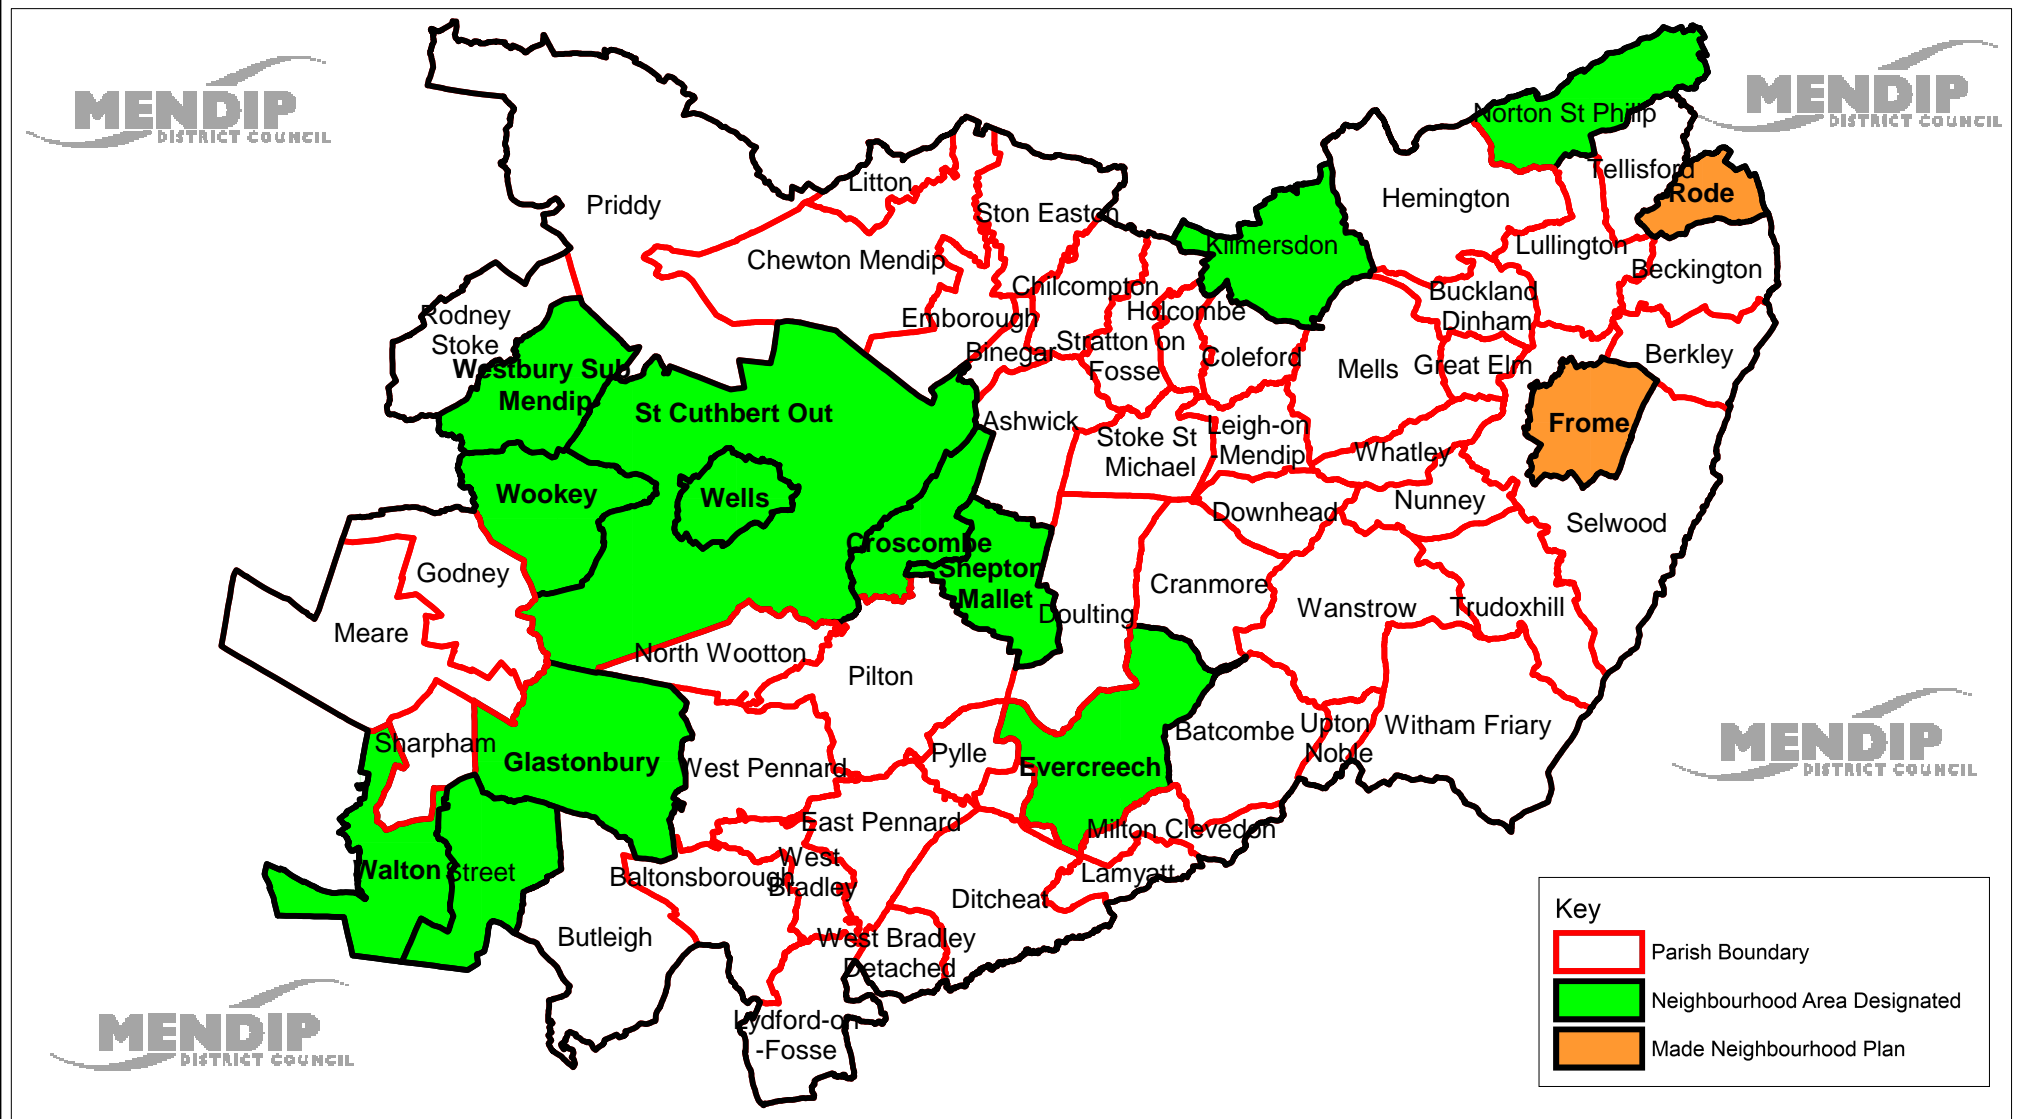 MENDIP
DISTRICT COUNCIL
MENDIP
DISTRICT COUNCIL
Norton St Philip
Tellisford
Rode
Litton
Priddy
Ston Easton
Hemington
Kilmersdon
Lullington
Chewton Mendip
Beckington
Chilcompton
Buckland
Dinham
Rodney
Stoke
Emborough
Holcombe
Binegar
Stratton on
Fosse
Coleford
Mells
Great Elm
Berkley
Westbury Sub
Mendip
St Cuthbert Out
Ashwick
Stoke St
Michael
Leigh-on
-Mendip
Whatley
Frome
Wookey
Wells
Downhead
Nunney
Selwood
Croscombe
Shepton
Mallet
Godney
Cranmore
Wanstrow
Trudoxhill
Doulting
Meare
North Wootton
Pilton
Sharpham
Glastonbury
West Pennard
Pylle
Evercreech
Batcombe
Upton
Noble
Witham Friary
MENDIP
DISTRICT COUNCIL
East Pennard
Milton Clevedon
Walton
Street
Baltonsborough
West
Bradley
Lamyatt
Ditcheat
Butleigh
West Bradley
Detached
Lydford-on
-Fosse
MENDIP
DISTRICT COUNCIL
Key
Parish Boundary
Neighbourhood Area Designated
Made Neighbourhood Plan